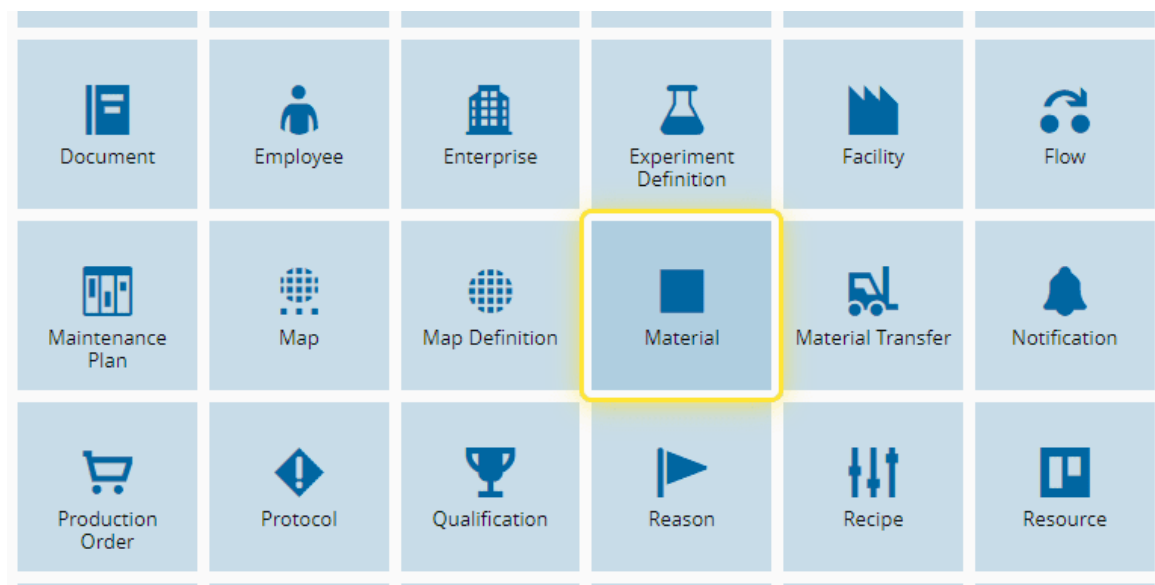 Document
Employee
Enterprise
Experiment
Definition
Facility
Flow
Maintenance
Plan
Map
Map Definition
Material
Material Transfer
Notification
Production
Order
Protocol
Qualification
Reason
Recipe
Resource